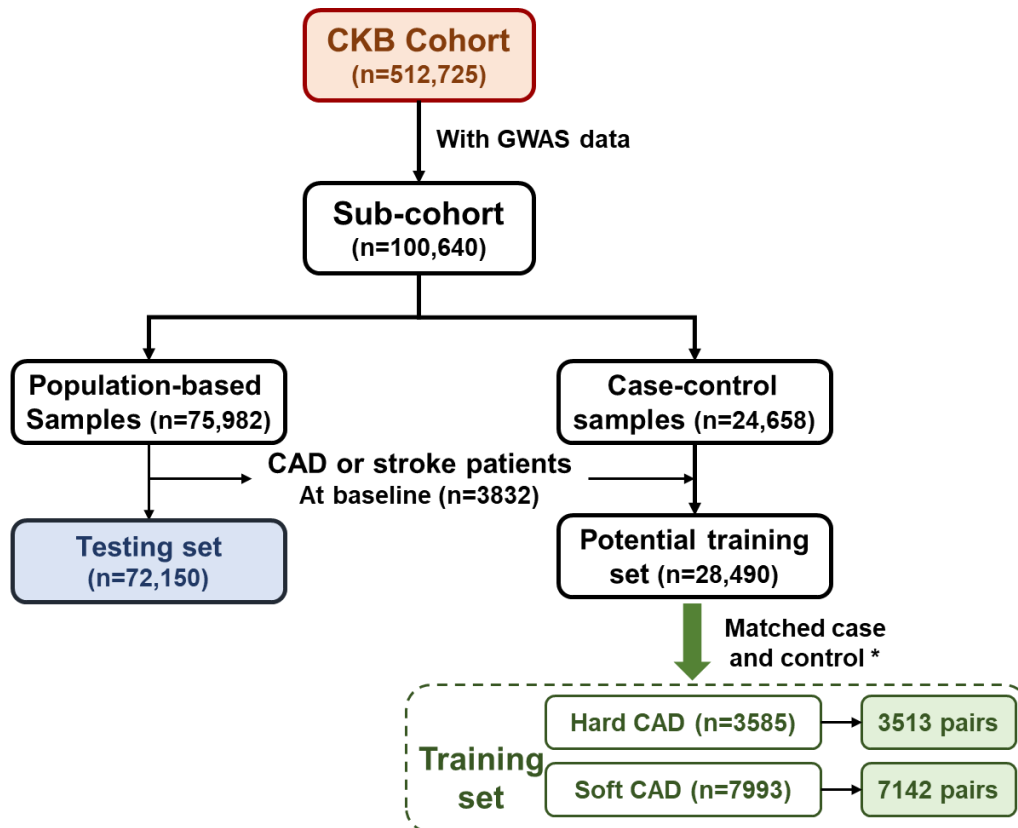 CKB Cohort
(n=512,725)
With GWAS data
Sub-cohort
(n=100,640)
Population-based
Samples (n=75,982)
Case-control
samples (n=24,658)
CAD or stroke patients
At baseline (n=3832)
Testing set
(n=72,150)
Potential training
set (n=28,490)
Matched case
and control *
Training
set
Hard CAD (n=3585)
3513 pairs
Soft CAD (n=7993)
7142 pairs